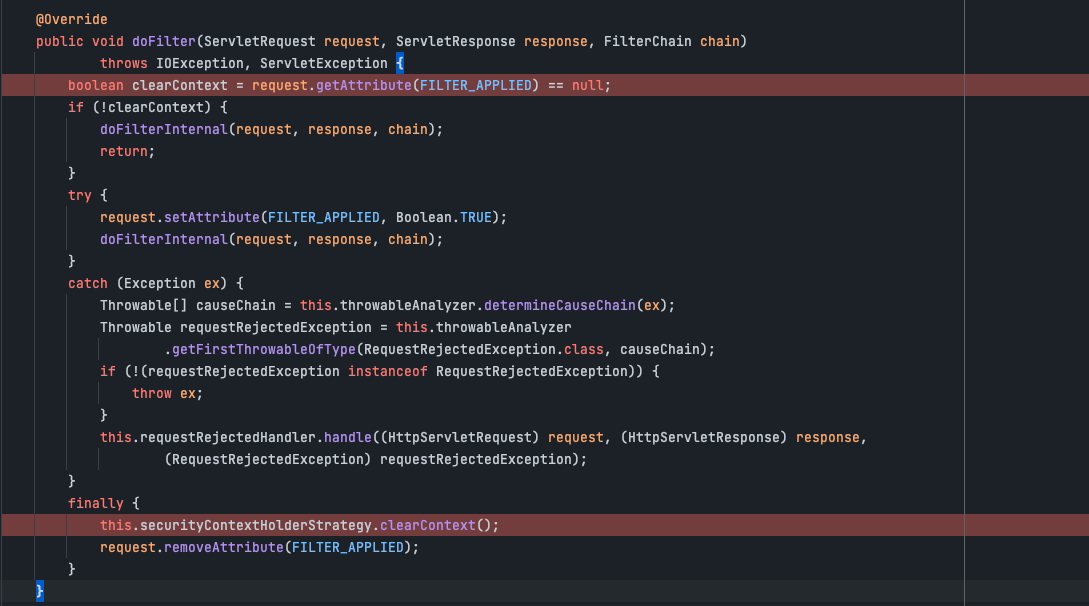 @Override
public void doFilter(ServletRequest request, ServletResponse response, FilterChain chain)
        throws IOException, ServletException {
    boolean clearContext = request.getAttribute(FILTER_APPLIED) == null;
    if (!clearContext) {
        doFilterInternal(request, response, chain);
        return;
    }
    try {
        request.setAttribute(FILTER_APPLIED, Boolean.TRUE);
        doFilterInternal(request, response, chain);
    }
    catch (Exception ex) {
        Throwable[] causeChain = this.throwableAnalyzer.determineCauseChain(ex);
        Throwable requestRejectedException = this.throwableAnalyzer
                .getFirstThrowableOfType(RequestRejectedException.class, causeChain);
        if (!(requestRejectedException instanceof RequestRejectedException)) {
            throw ex;
        }
        this.requestRejectedHandler.handle((HttpServletRequest) request, (HttpServletResponse) response,
                (RequestRejectedException) requestRejectedException);
    }
    finally {
        this.securityContextHolderStrategy.clearContext();
        request.removeAttribute(FILTER_APPLIED);
    }
}